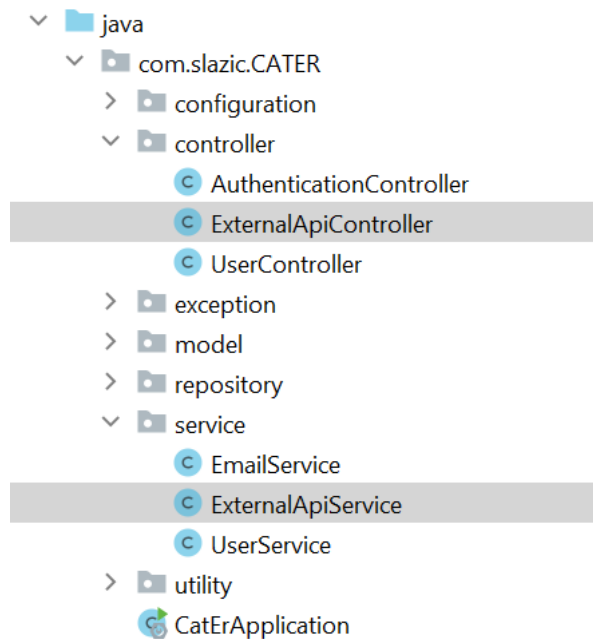 java
com.slazic.CATER
configuration
controller
C AuthenticationController
C ExternalApiController
C UserController
exception
model
repository
service
C EmailService
C ExternalApiService
C UserService
utility
C CatErApplication